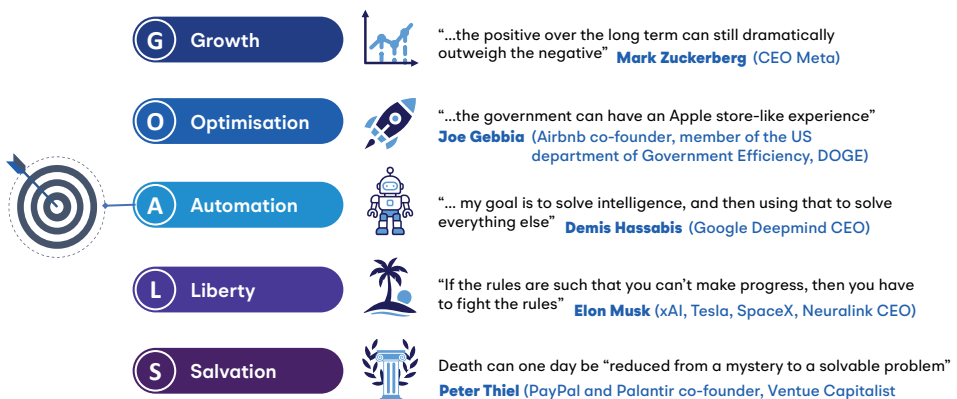 G Growth
“...the positive over the long term can still dramatically
outweigh the negative” Mark Zuckerberg (CEO Meta)
O Optimisation
“...the government can have an Apple store-like experience”
Joe Gebbia (Airbnb co-founder, member of the US
department of Government Efficiency, DOGE)
A Automation
“... my goal is to solve intelligence, and then using that to solve
everything else” Demis Hassabis (Google Deepmind CEO)
L Liberty
“If the rules are such that you can’t make progress, then you have
to fight the rules” Elon Musk (xAI, Tesla, SpaceX, Neuralink CEO)
S Salvation
Death can one day be “reduced from a mystery to a solvable problem”
Peter Thiel (PayPal and Palantir co-founder, Ventue Capitalist